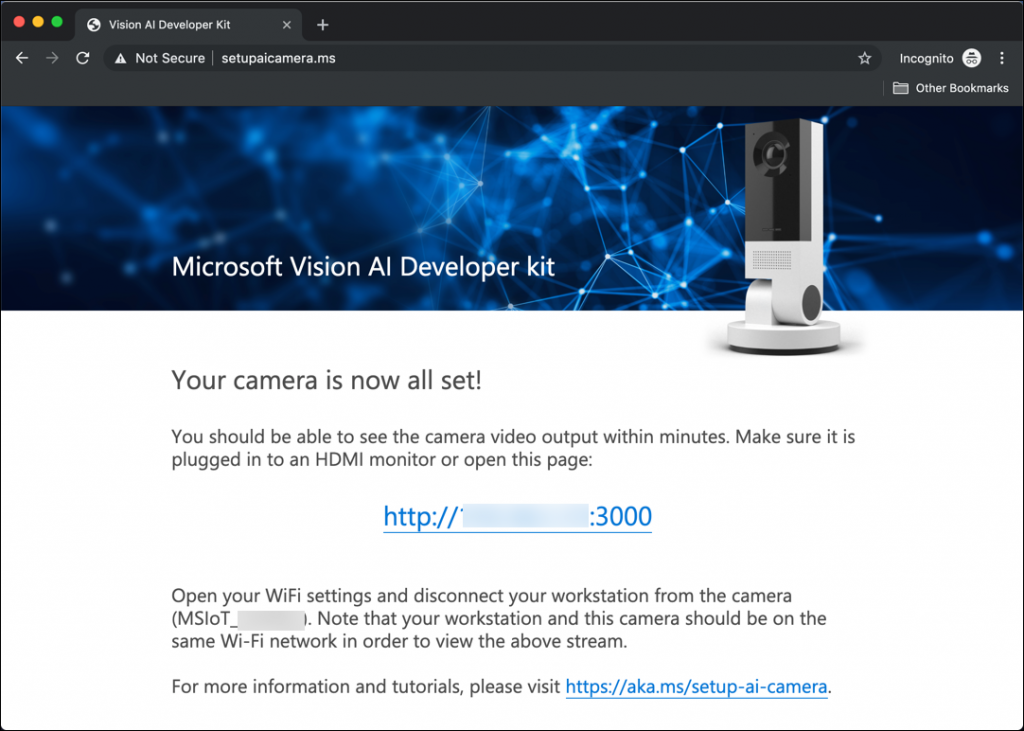 Vision AI Developer Kit
Not Secure
setupaicamera.ms
Incognito
Other Bookmarks
Microsoft Vision AI Developer kit
Your camera is now all set!
You should be able to see the camera video output within minutes. Make sure it is
plugged in to an HDMI monitor or open this page:
http:// :3000
Open your WiFi settings and disconnect your workstation from the camera
(MSIoT_ ). Note that your workstation and this camera should be on the
same Wi-Fi network in order to view the above stream.
For more information and tutorials, please visit https://aka.ms/setup-ai-camera.